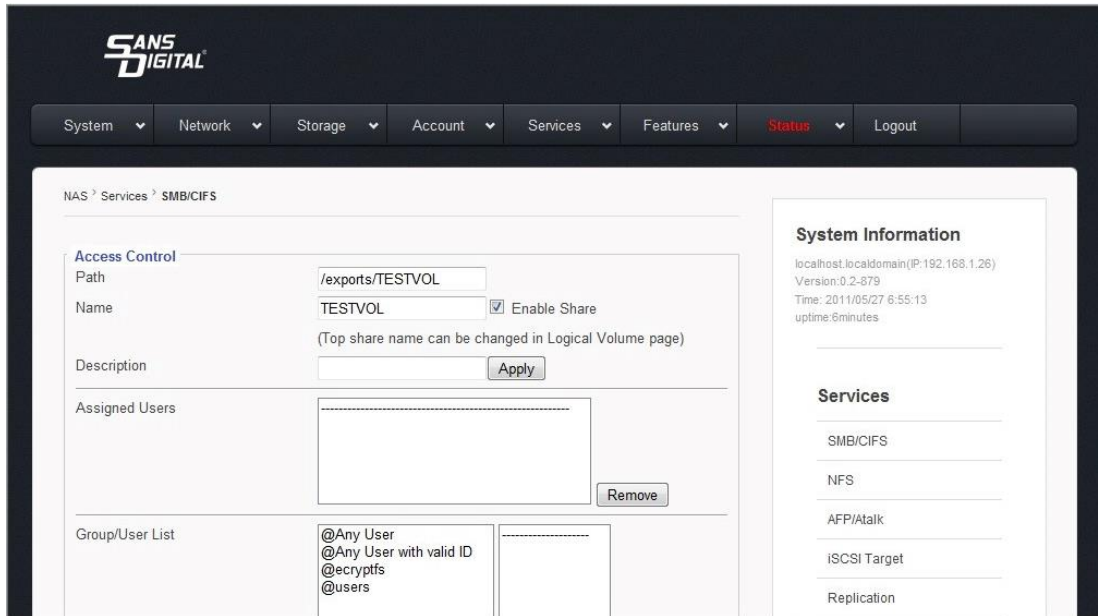 SANS
DIGITAL®
System Network Storage Account Services Features Status Logout
NAS > Services > SMB/CIFS
Access Control
Path /exports/TESTVOL
Name TESTVOL Enable Share
(Top share name can be changed in Logical Volume page)
Description Apply
Assigned Users -----------------------------------------------------------
Remove
Group/User List @Any User --------------------
@Any User with valid ID
@ecryptfs
@users
System Information
localhost.localdomain(IP:192.168.1.26)
Version:0.2-879
Time: 2011/05/27 6:55:13
uptime:6minutes
Services
SMB/CIFS
NFS
AFP/Atalk
iSCSI Target
Replication